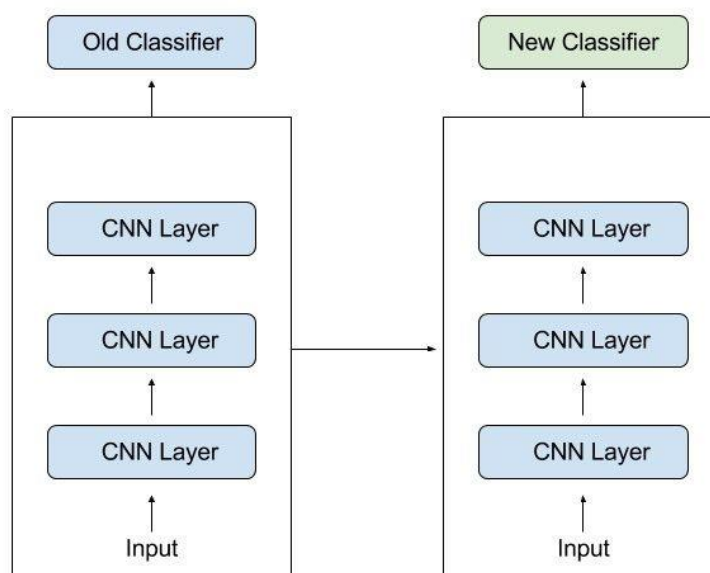 Old Classifier
CNN Layer
CNN Layer
CNN Layer
Input
New Classifier
CNN Layer
CNN Layer
CNN Layer
Input